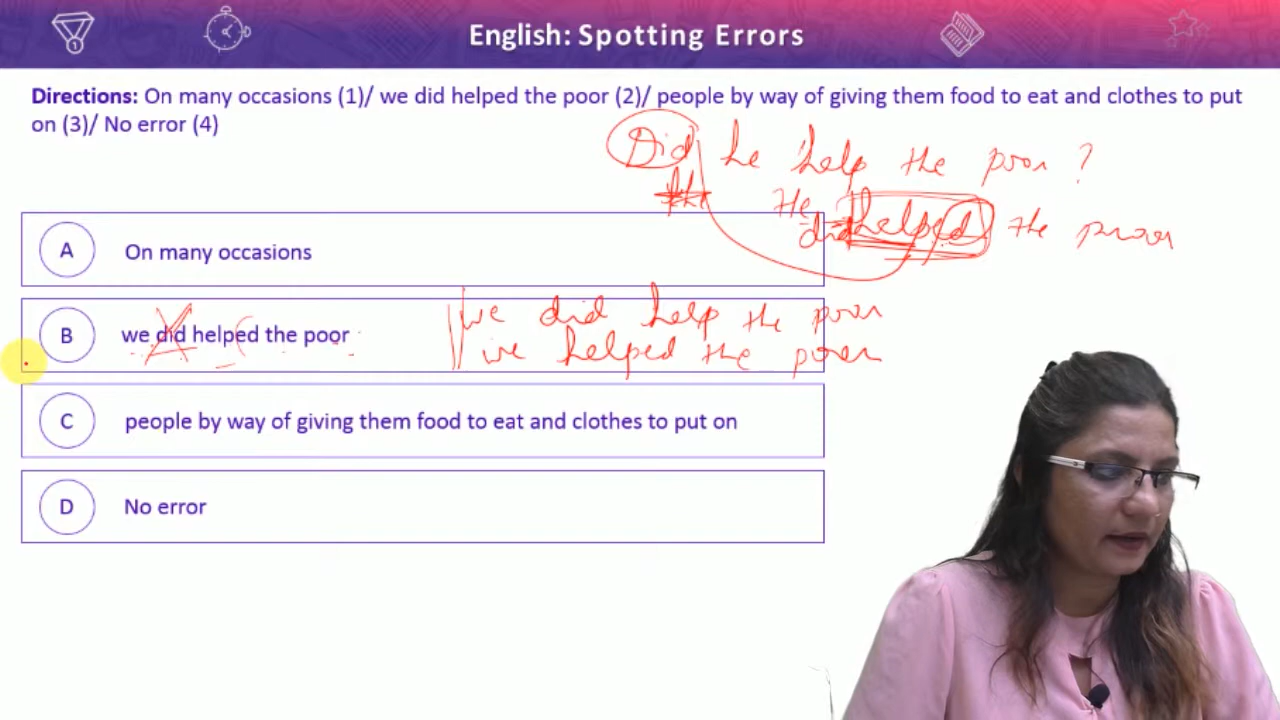 English: Spotting Errors
Directions: On many occasions (1)/ we did helped the poor (2)/ people by way of giving them food to eat and clothes to put
on (3)/ No error (4)
Did he help the poor?
He helped the poor
did
A On many occasions
B we did helped the poor
we did help the poor
we helped the poor
C people by way of giving them food to eat and clothes to put on
D No error